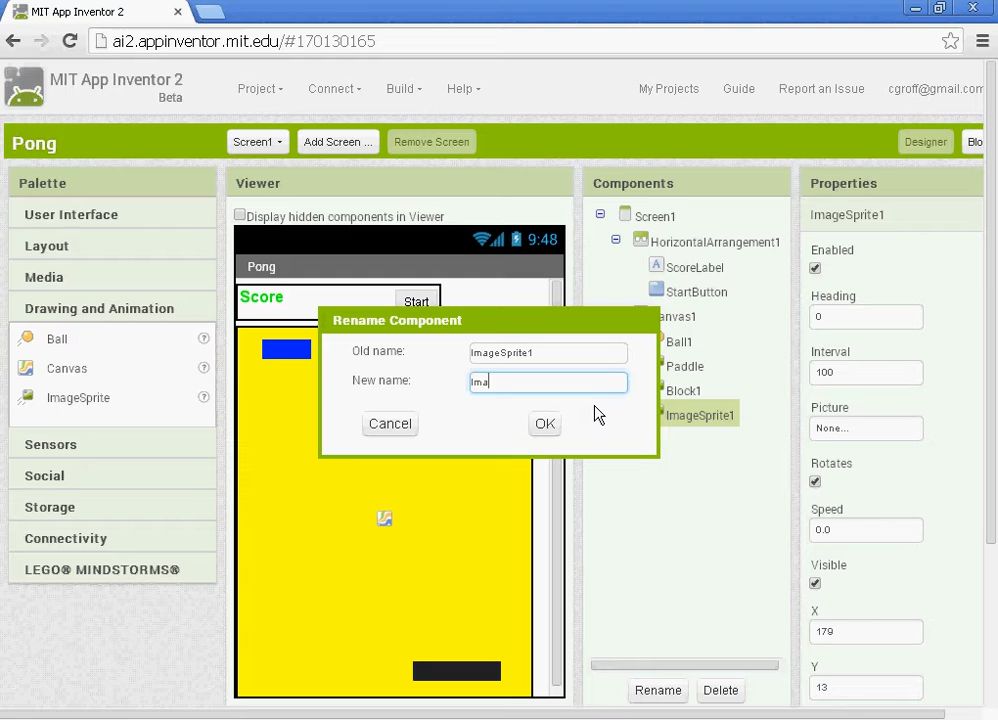 MIT App Inventor 2
ai2.appinventor.mit.edu/#170130165
MIT App Inventor 2
Beta
Project
Connect
Build
Help
My Projects
Guide
Report an Issue
cgroff@gmail.com
Pong
Screen1
Add Screen ...
Remove Screen
Designer
Blo
Palette
User Interface
Layout
Media
Drawing and Animation
Ball
Canvas
ImageSprite
Sensors
Social
Storage
Connectivity
LEGO® MINDSTORMS®
Viewer
Display hidden components in Viewer
9:48
Pong
Score
Start
Rename Component
Old name: ImageSprite1
New name: Ima
Cancel
OK
Components
Screen1
HorizontalArrangement1
ScoreLabel
StartButton
anvas1
Ball1
Paddle
Block1
ImageSprite1
Rename
Delete
Properties
ImageSprite1
Enabled
Heading
0
Interval
100
Picture
None...
Rotates
Speed
0.0
Visible
X
179
Y
13